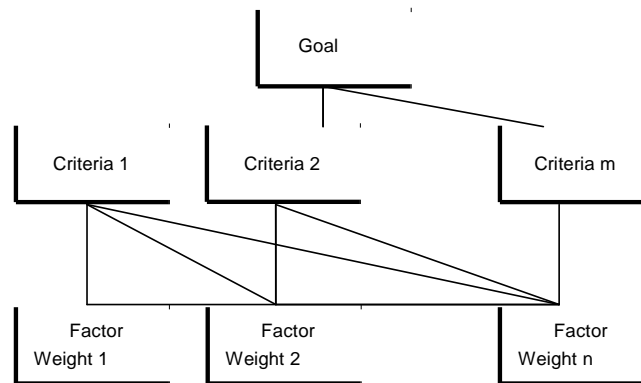 Goal
Criteria 1
Criteria 2
Criteria m
Factor
Weight 1
Factor
Weight 2
Factor
Weight n